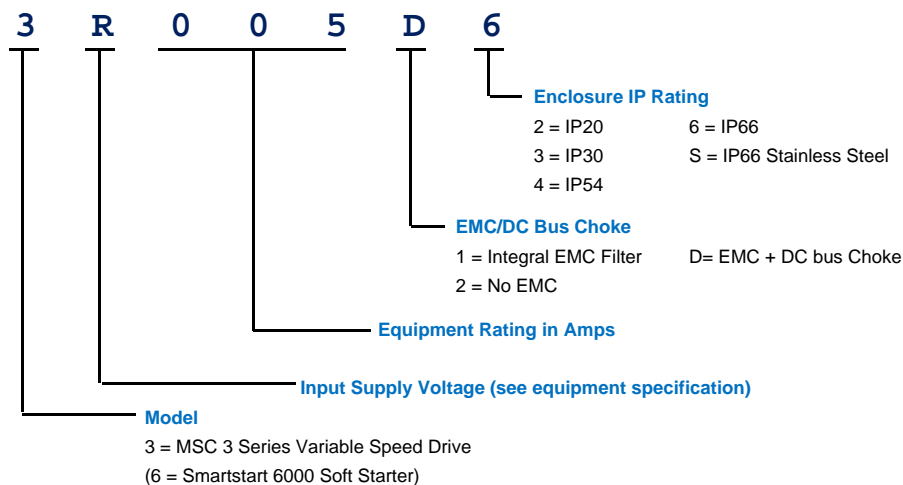 3 R 0 0 5 D 6
Enclosure IP Rating
2 = IP20 6 = IP66
3 = IP30 S = IP66 Stainless Steel
4 = IP54
EMC/DC Bus Choke
1 = Integral EMC Filter D= EMC + DC bus Choke
2 = No EMC
Equipment Rating in Amps
Input Supply Voltage (see equipment specification)
Model
3 = MSC 3 Series Variable Speed Drive
(6 = Smartstart 6000 Soft Starter)